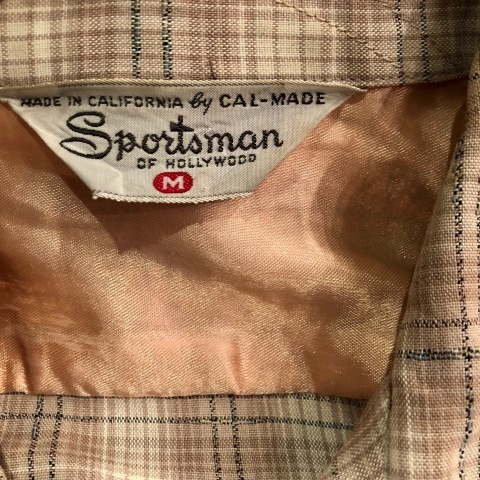 MADE IN CALIFORNIA by CAL-MADE
Sportsman
OF HOLLYWOOD
M